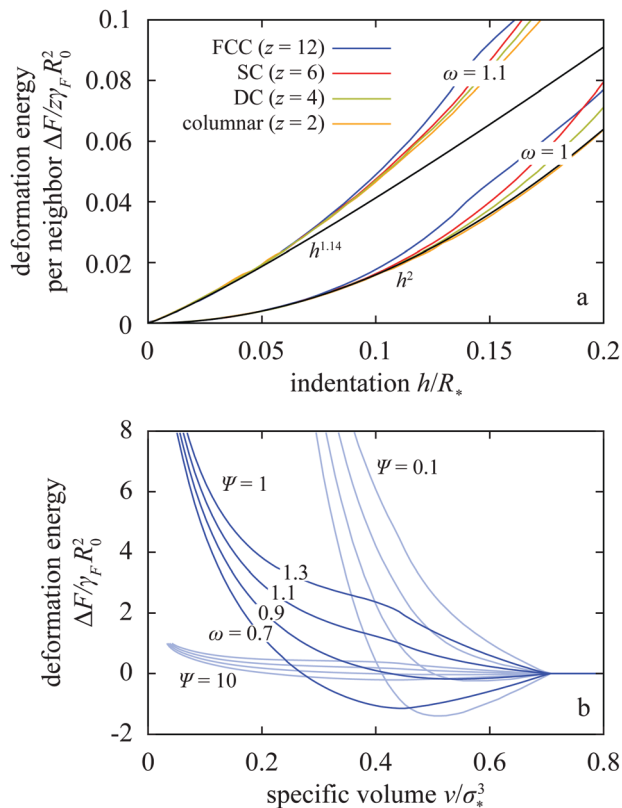 deformation energy
per neighbor ΔF/zγ_F R_0^2
0.1
0.08
0.06
0.04
0.02
0
FCC (z = 12)
SC (z = 6)
DC (z = 4)
columnar (z = 2)
ω = 1.1
ω = 1
h^1.14
h^2
a
0
0.05
0.1
0.15
0.2
indentation h/R_*
deformation energy
ΔF/γ_F R_0^2
8
6
4
2
0
-2
Ψ = 1
Ψ = 0.1
1.3
1.1
0.9
ω = 0.7
Ψ = 10
b
0
0.2
0.4
0.6
0.8
specific volume v/σ_*^3